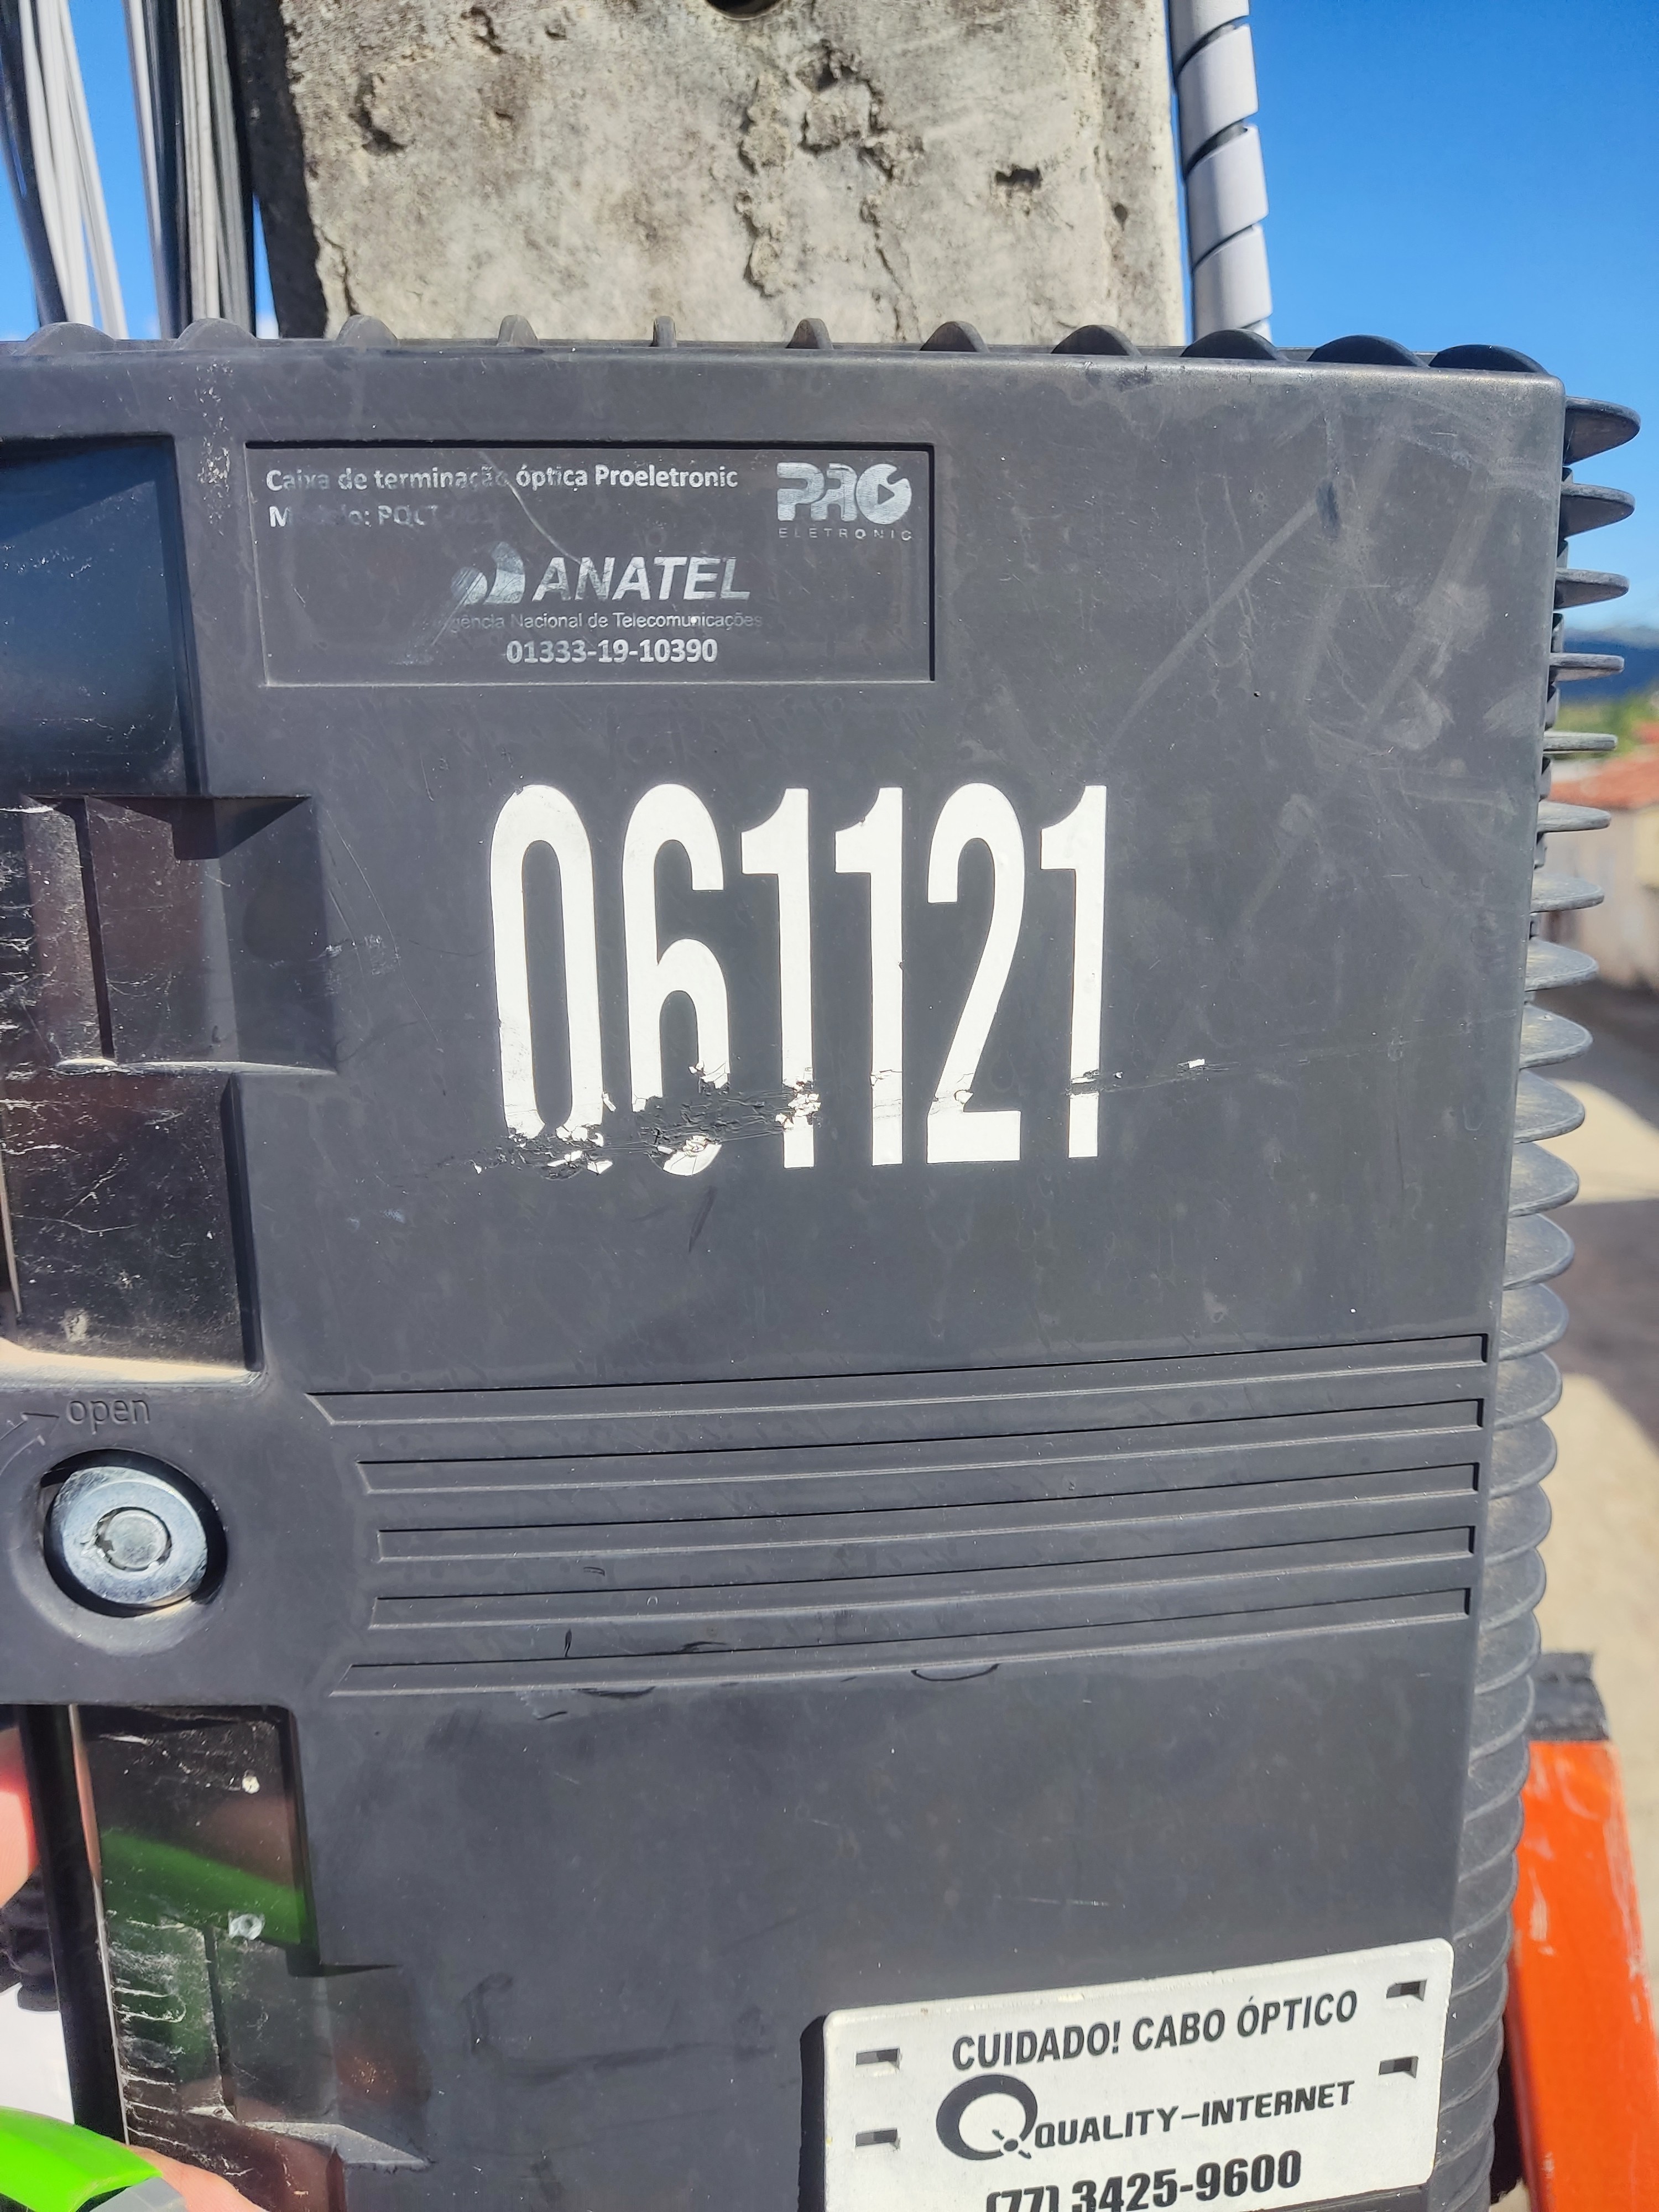 Caixa de terminação óptica Proeletronic
Modelo:
PRO
ELETRONIC
ANATEL
Agência Nacional de Telecomunicações
01333-19-10390
061121
open
CUIDADO! CABO ÓPTICO
QUALITY-INTERNET
(77) 3425-9600